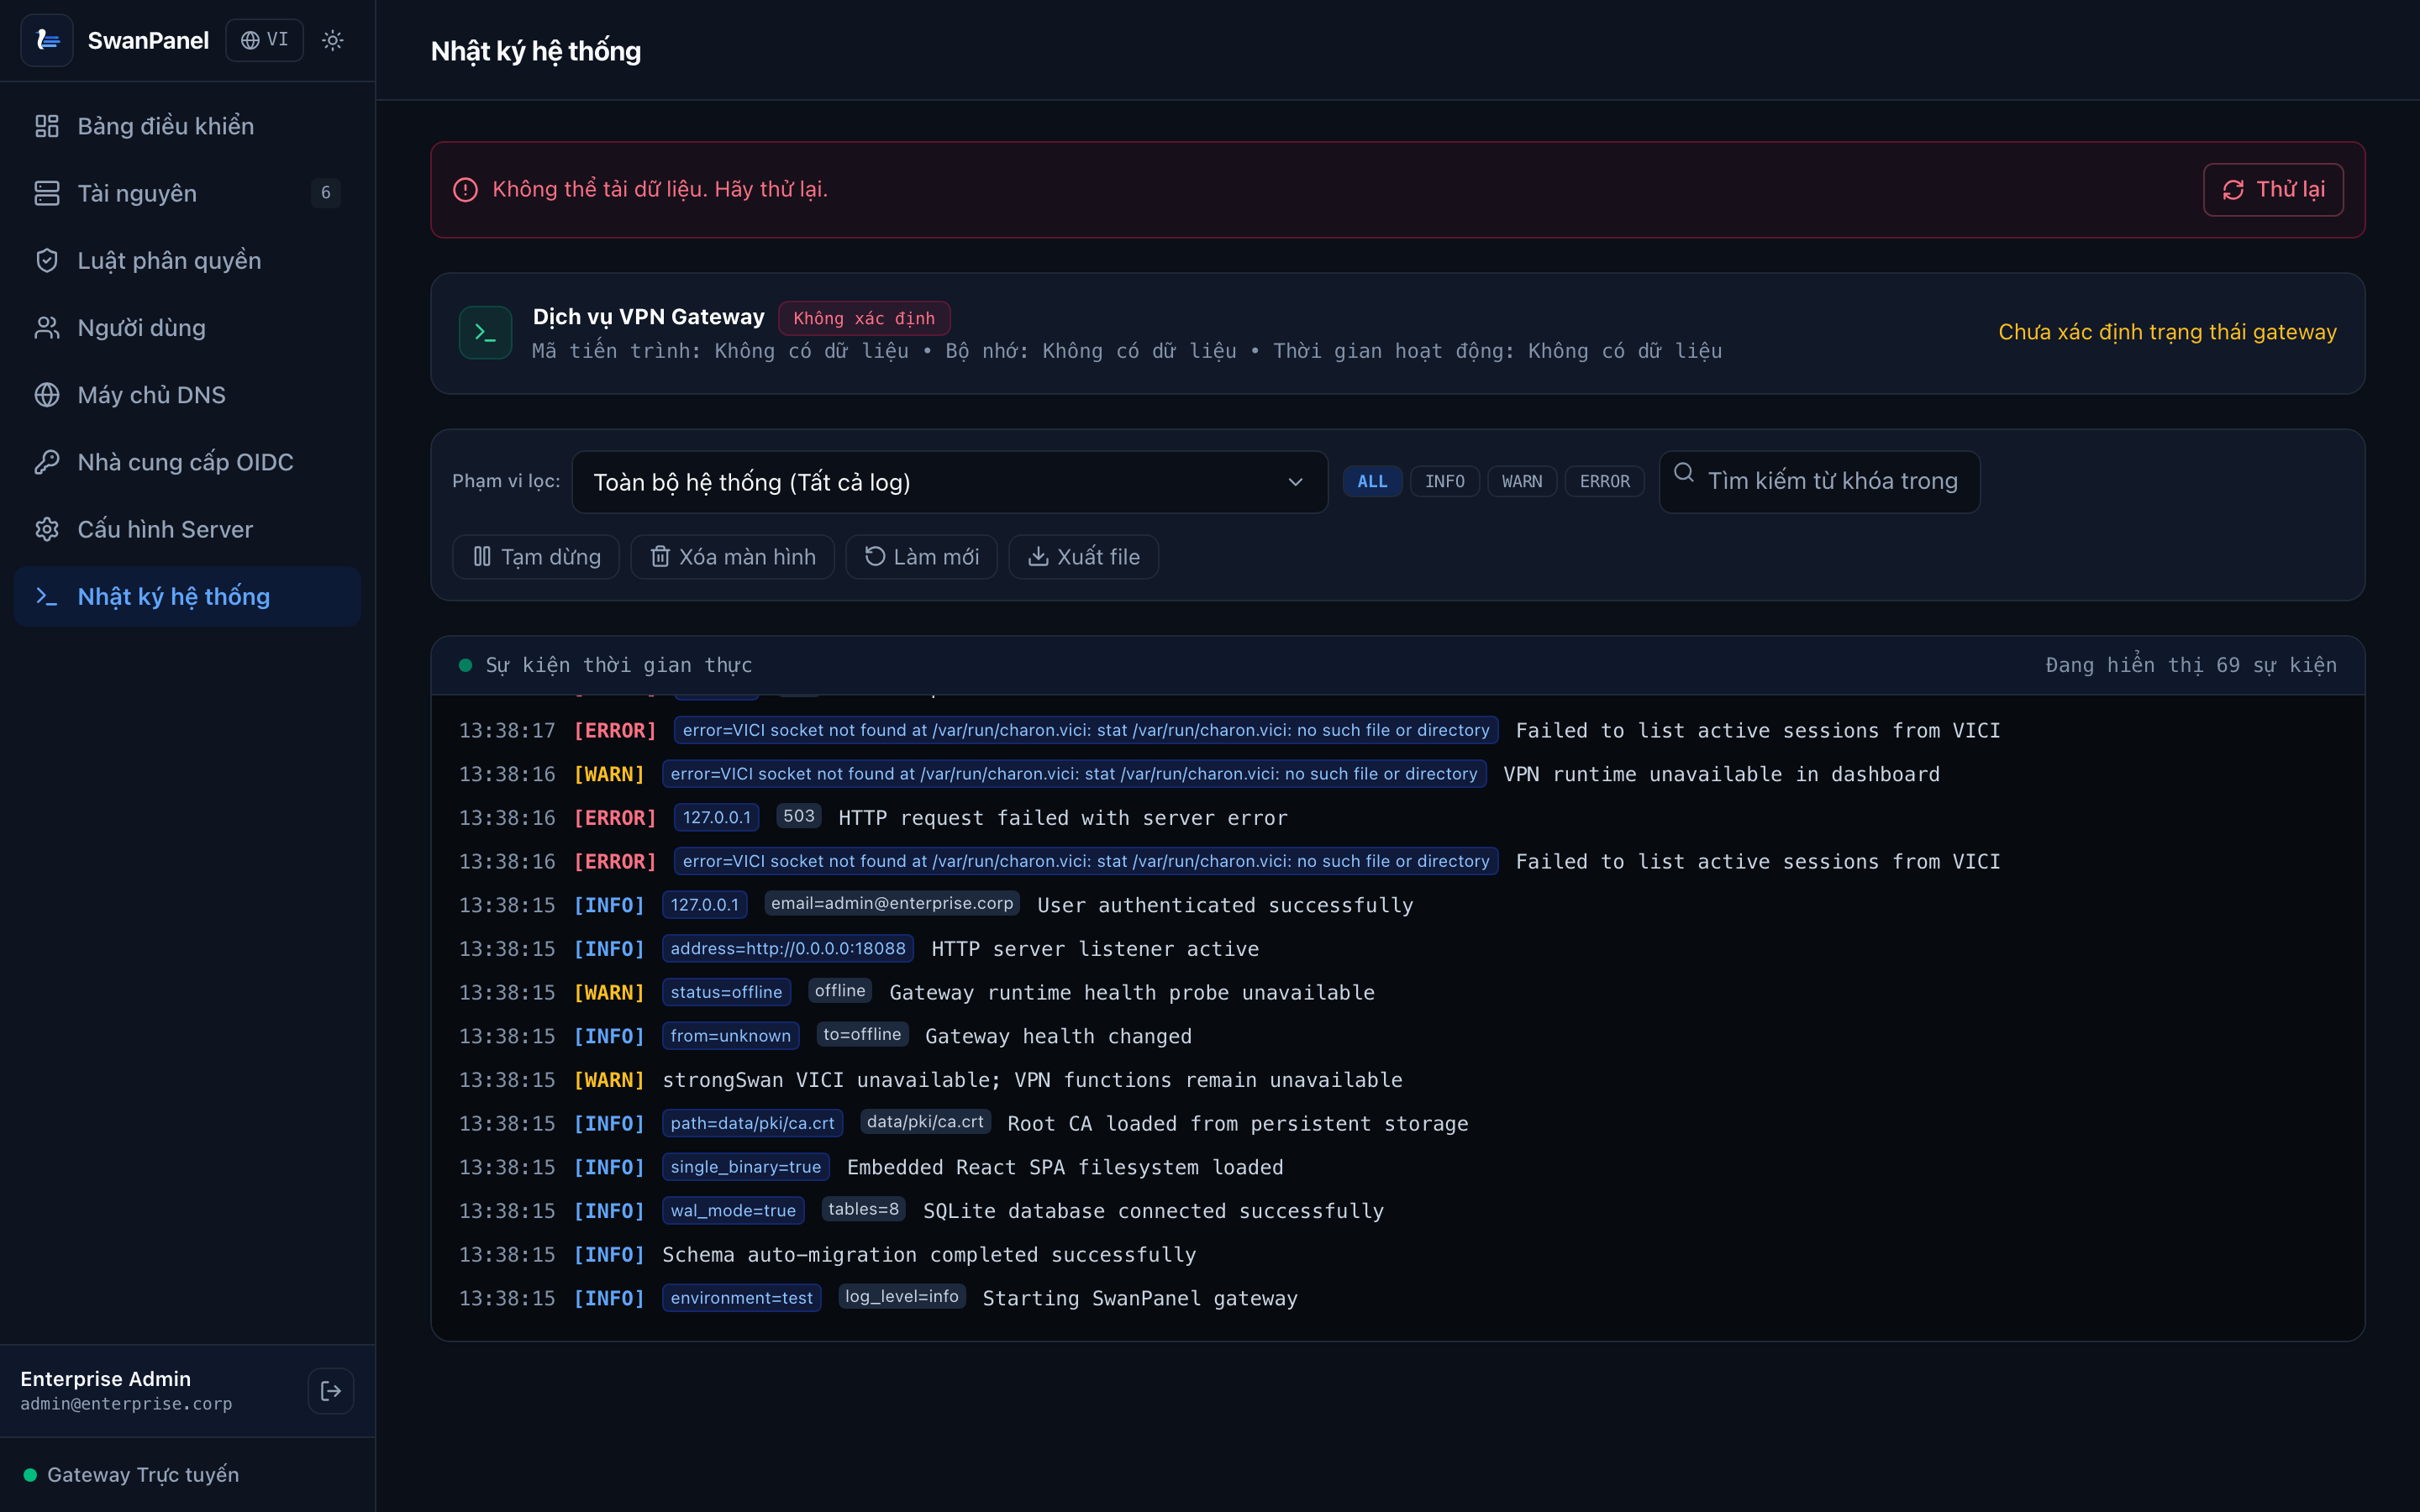 SwanPanel VI
Bảng điều khiển
Tài nguyên 6
Luật phân quyền
Người dùng
Máy chủ DNS
Nhà cung cấp OIDC
Cấu hình Server
Nhật ký hệ thống
Enterprise Admin
admin@enterprise.corp
Gateway Trực tuyến
Nhật ký hệ thống
Không thể tải dữ liệu. Hãy thử lại. Thử lại
Dịch vụ VPN Gateway Không xác định
Mã tiến trình: Không có dữ liệu • Bộ nhớ: Không có dữ liệu • Thời gian hoạt động: Không có dữ liệu
Chưa xác định trạng thái gateway
Phạm vi lọc: Toàn bộ hệ thống (Tất cả log) ALL INFO WARN ERROR Tìm kiếm từ khóa trong
Tạm dừng Xóa màn hình Làm mới Xuất file
Sự kiện thời gian thực Đang hiển thị 69 sự kiện
13:38:17 [ERROR] error=VICI socket not found at /var/run/charon.vici: stat /var/run/charon.vici: no such file or directory Failed to list active sessions from VICI
13:38:16 [WARN] error=VICI socket not found at /var/run/charon.vici: stat /var/run/charon.vici: no such file or directory VPN runtime unavailable in dashboard
13:38:16 [ERROR] 127.0.0.1 503 HTTP request failed with server error
13:38:16 [ERROR] error=VICI socket not found at /var/run/charon.vici: stat /var/run/charon.vici: no such file or directory Failed to list active sessions from VICI
13:38:15 [INFO] 127.0.0.1 email=admin@enterprise.corp User authenticated successfully
13:38:15 [INFO] address=http://0.0.0.0:18088 HTTP server listener active
13:38:15 [WARN] status=offline offline Gateway runtime health probe unavailable
13:38:15 [INFO] from=unknown to=offline Gateway health changed
13:38:15 [WARN] strongSwan VICI unavailable; VPN functions remain unavailable
13:38:15 [INFO] path=data/pki/ca.crt data/pki/ca.crt Root CA loaded from persistent storage
13:38:15 [INFO] single_binary=true Embedded React SPA filesystem loaded
13:38:15 [INFO] wal_mode=true tables=8 SQLite database connected successfully
13:38:15 [INFO] Schema auto-migration completed successfully
13:38:15 [INFO] environment=test log_level=info Starting SwanPanel gateway